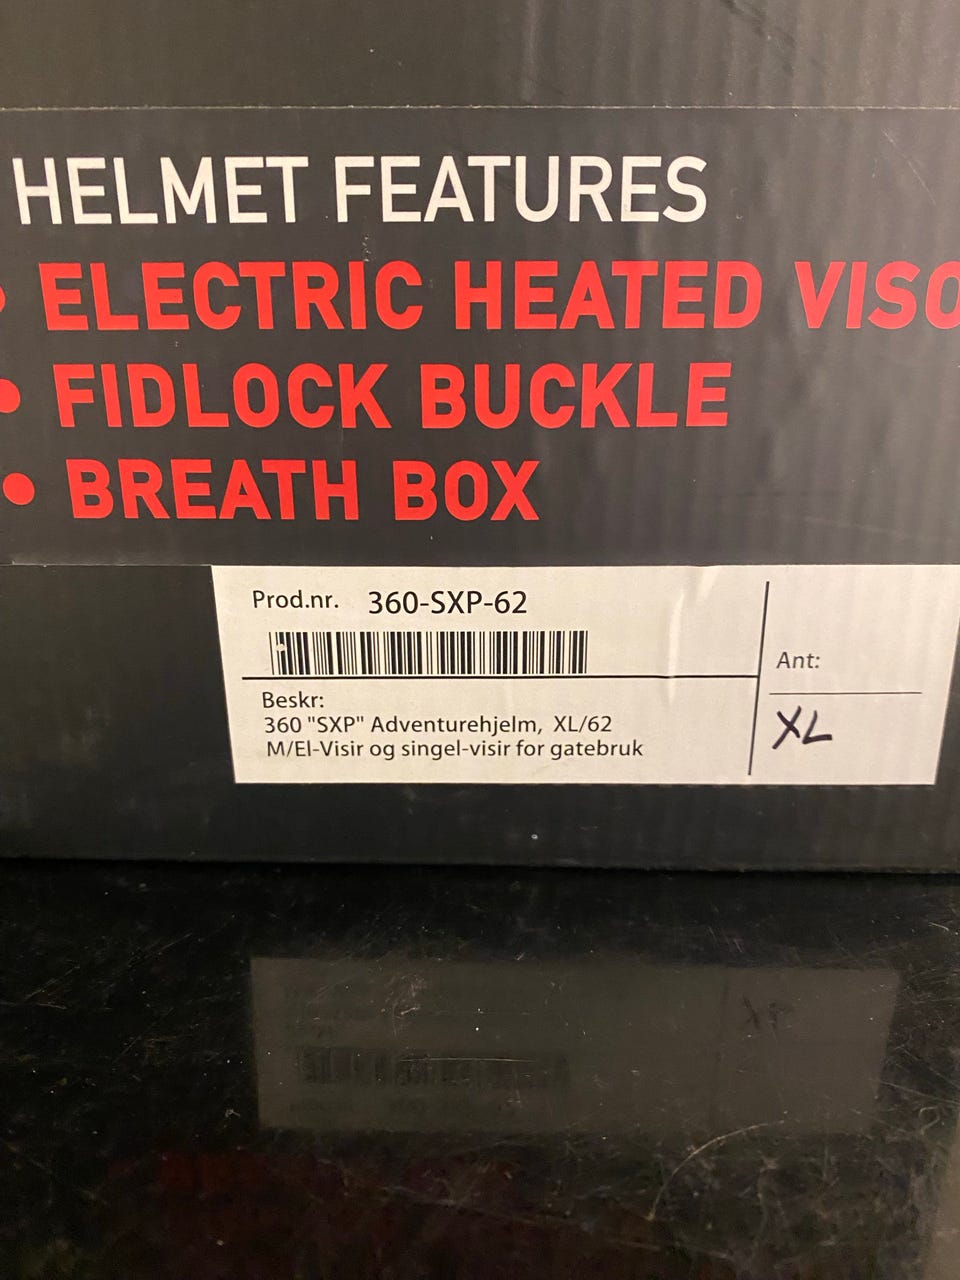 HELMET FEATURES
• ELECTRIC HEATED VISO
• FIDLOCK BUCKLE
• BREATH BOX
Prod.nr. 360-SXP-62
Ant:
XL
Beskr:
360 "SXP" Adventurehjelm, XL/62
M/El-Visir og singel-visir for gatebruk